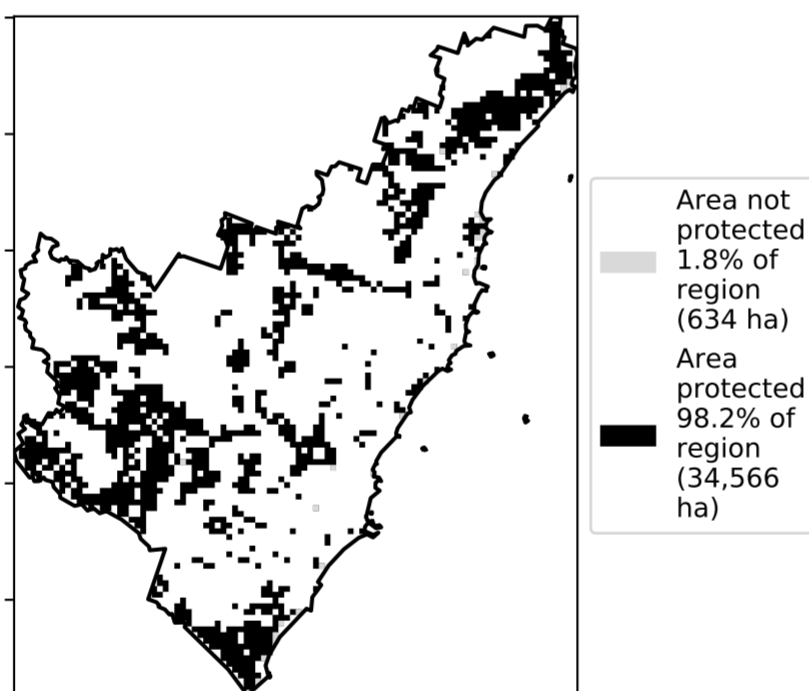 Area not
protected
1.8% of
region
(634 ha)
Area
protected
98.2% of
region
(34,566
ha)